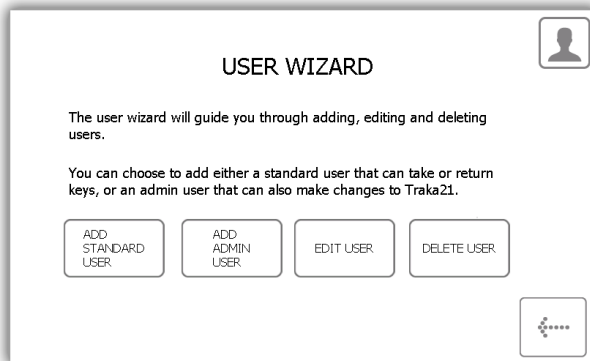 USER WIZARD
The user wizard will guide you through adding, editing and deleting
users.
You can choose to add either a standard user that can take or return
keys, or an admin user that can also make changes to Traka21.
ADD
STANDARD
USER
ADD
ADMIN
USER
EDIT USER
DELETE USER